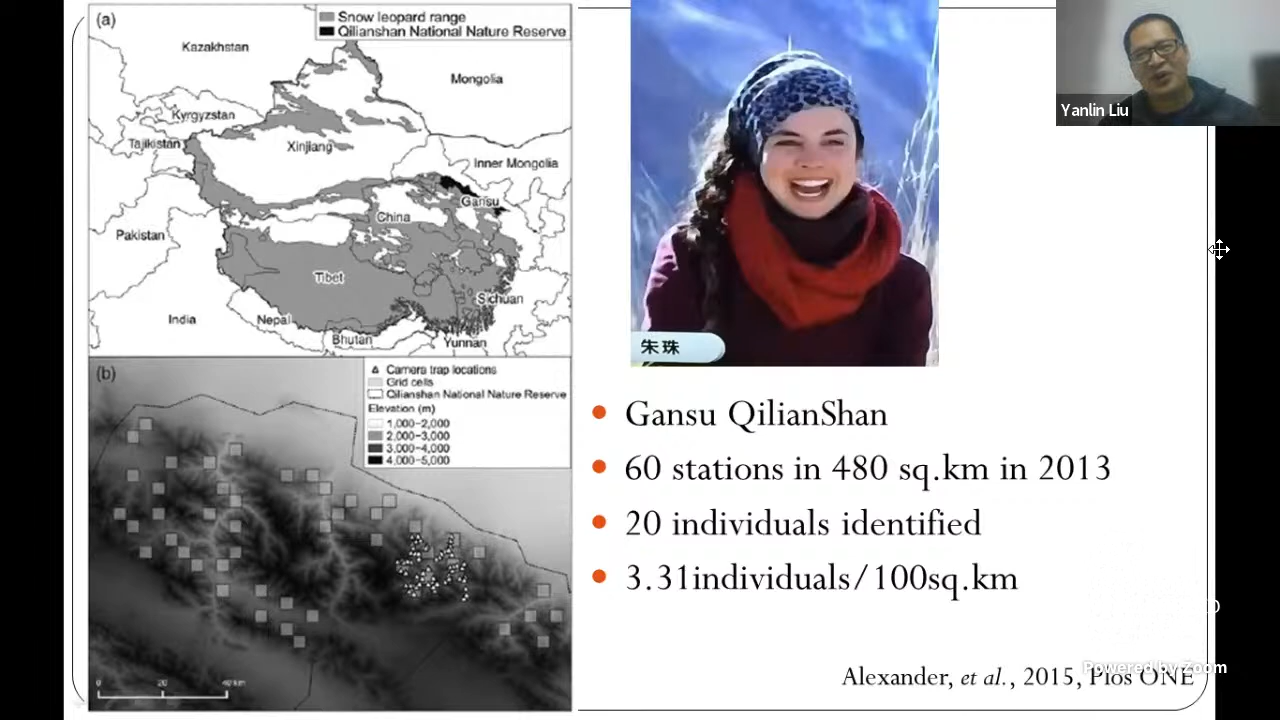 (a)
Snow leopard range
Qilianshan National Nature Reserve
Kazakhstan
Mongolia
Kyrgyzstan
Tajikistan
Xinjiang
Inner Mongolia
Gansu
China
Pakistan
Tibet
Sichuan
India
Nepal
Bhutan
Yunnan
(b)
Camera trap locations
Grid cells
Qilianshan National Nature Reserve
Elevation (m)
1,000–2,000
2,000–3,000
3,000–4,000
4,000–5,000
0 20 40 km
朱珠
Yanlin Liu
• Gansu QilianShan
• 60 stations in 480 sq.km in 2013
• 20 individuals identified
• 3.31individuals/100sq.km
Alexander, et al., 2015, Plos ONE
Powered by Zoom